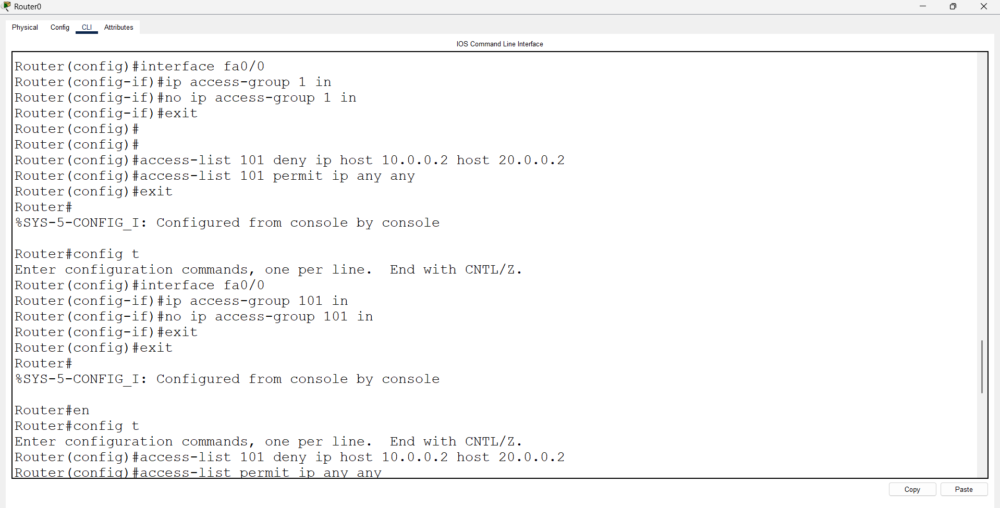 Router0
Physical Config CLI Attributes
IOS Command Line Interface
Router(config)#interface fa0/0
Router(config-if)#ip access-group 1 in
Router(config-if)#no ip access-group 1 in
Router(config-if)#exit
Router(config)#
Router(config)#
Router(config)#access-list 101 deny ip host 10.0.0.2 host 20.0.0.2
Router(config)#access-list 101 permit ip any any
Router(config)#exit
Router#
%SYS-5-CONFIG_I: Configured from console by console
Router#config t
Enter configuration commands, one per line.  End with CNTL/Z.
Router(config)#interface fa0/0
Router(config-if)#ip access-group 101 in
Router(config-if)#no ip access-group 101 in
Router(config-if)#exit
Router(config)#exit
Router#
%SYS-5-CONFIG_I: Configured from console by console
Router#en
Router#config t
Enter configuration commands, one per line.  End with CNTL/Z.
Router(config)#access-list 101 deny ip host 10.0.0.2 host 20.0.0.2
Router(config)#access-list permit ip any any
Copy Paste